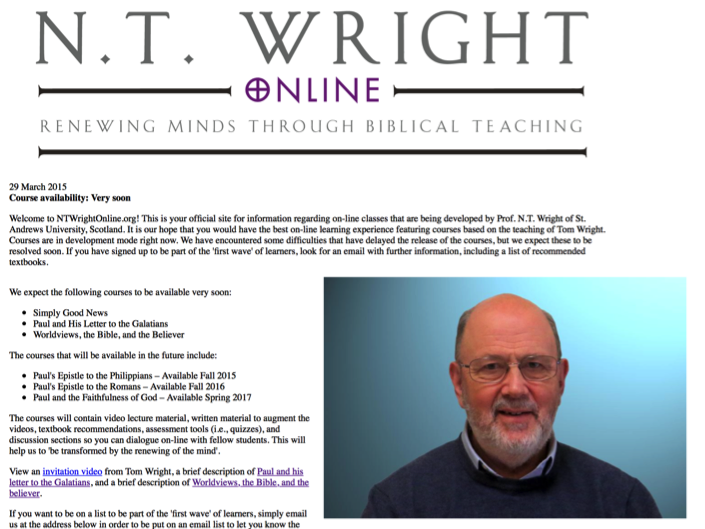 N.T. WRIGHT
ONLINE
RENEWING MINDS THROUGH BIBLICAL TEACHING
29 March 2015
Course availability: Very soon
Welcome to NTWrightOnline.org! This is your official site for information regarding on-line classes that are being developed by Prof. N.T. Wright of St.
Andrews University, Scotland. It is our hope that you would have the best on-line learning experience featuring courses based on the teaching of Tom Wright.
Courses are in development mode right now. We have encountered some difficulties that have delayed the release of the courses, but we expect these to be
resolved soon. If you have signed up to be part of the 'first wave' of learners, look for an email with further information, including a list of recommended
textbooks.
We expect the following courses to be available very soon:
• Simply Good News
• Paul and His Letter to the Galatians
• Worldviews, the Bible, and the Believer
The courses that will be available in the future include:
• Paul's Epistle to the Philippians – Available Fall 2015
• Paul's Epistle to the Romans – Available Fall 2016
• Paul and the Faithfulness of God – Available Spring 2017
The courses will contain video lecture material, written material to augment the
videos, textbook recommendations, assessment tools (i.e., quizzes), and
discussion sections so you can dialogue on-line with fellow students. This will
help us to 'be transformed by the renewing of the mind'.
View an invitation video from Tom Wright, a brief description of Paul and his
letter to the Galatians, and a brief description of Worldviews, the Bible, and the
believer.
If you want to be on a list to be part of the 'first wave' of learners, simply email
us at the address below in order to be put on an email list to let you know the